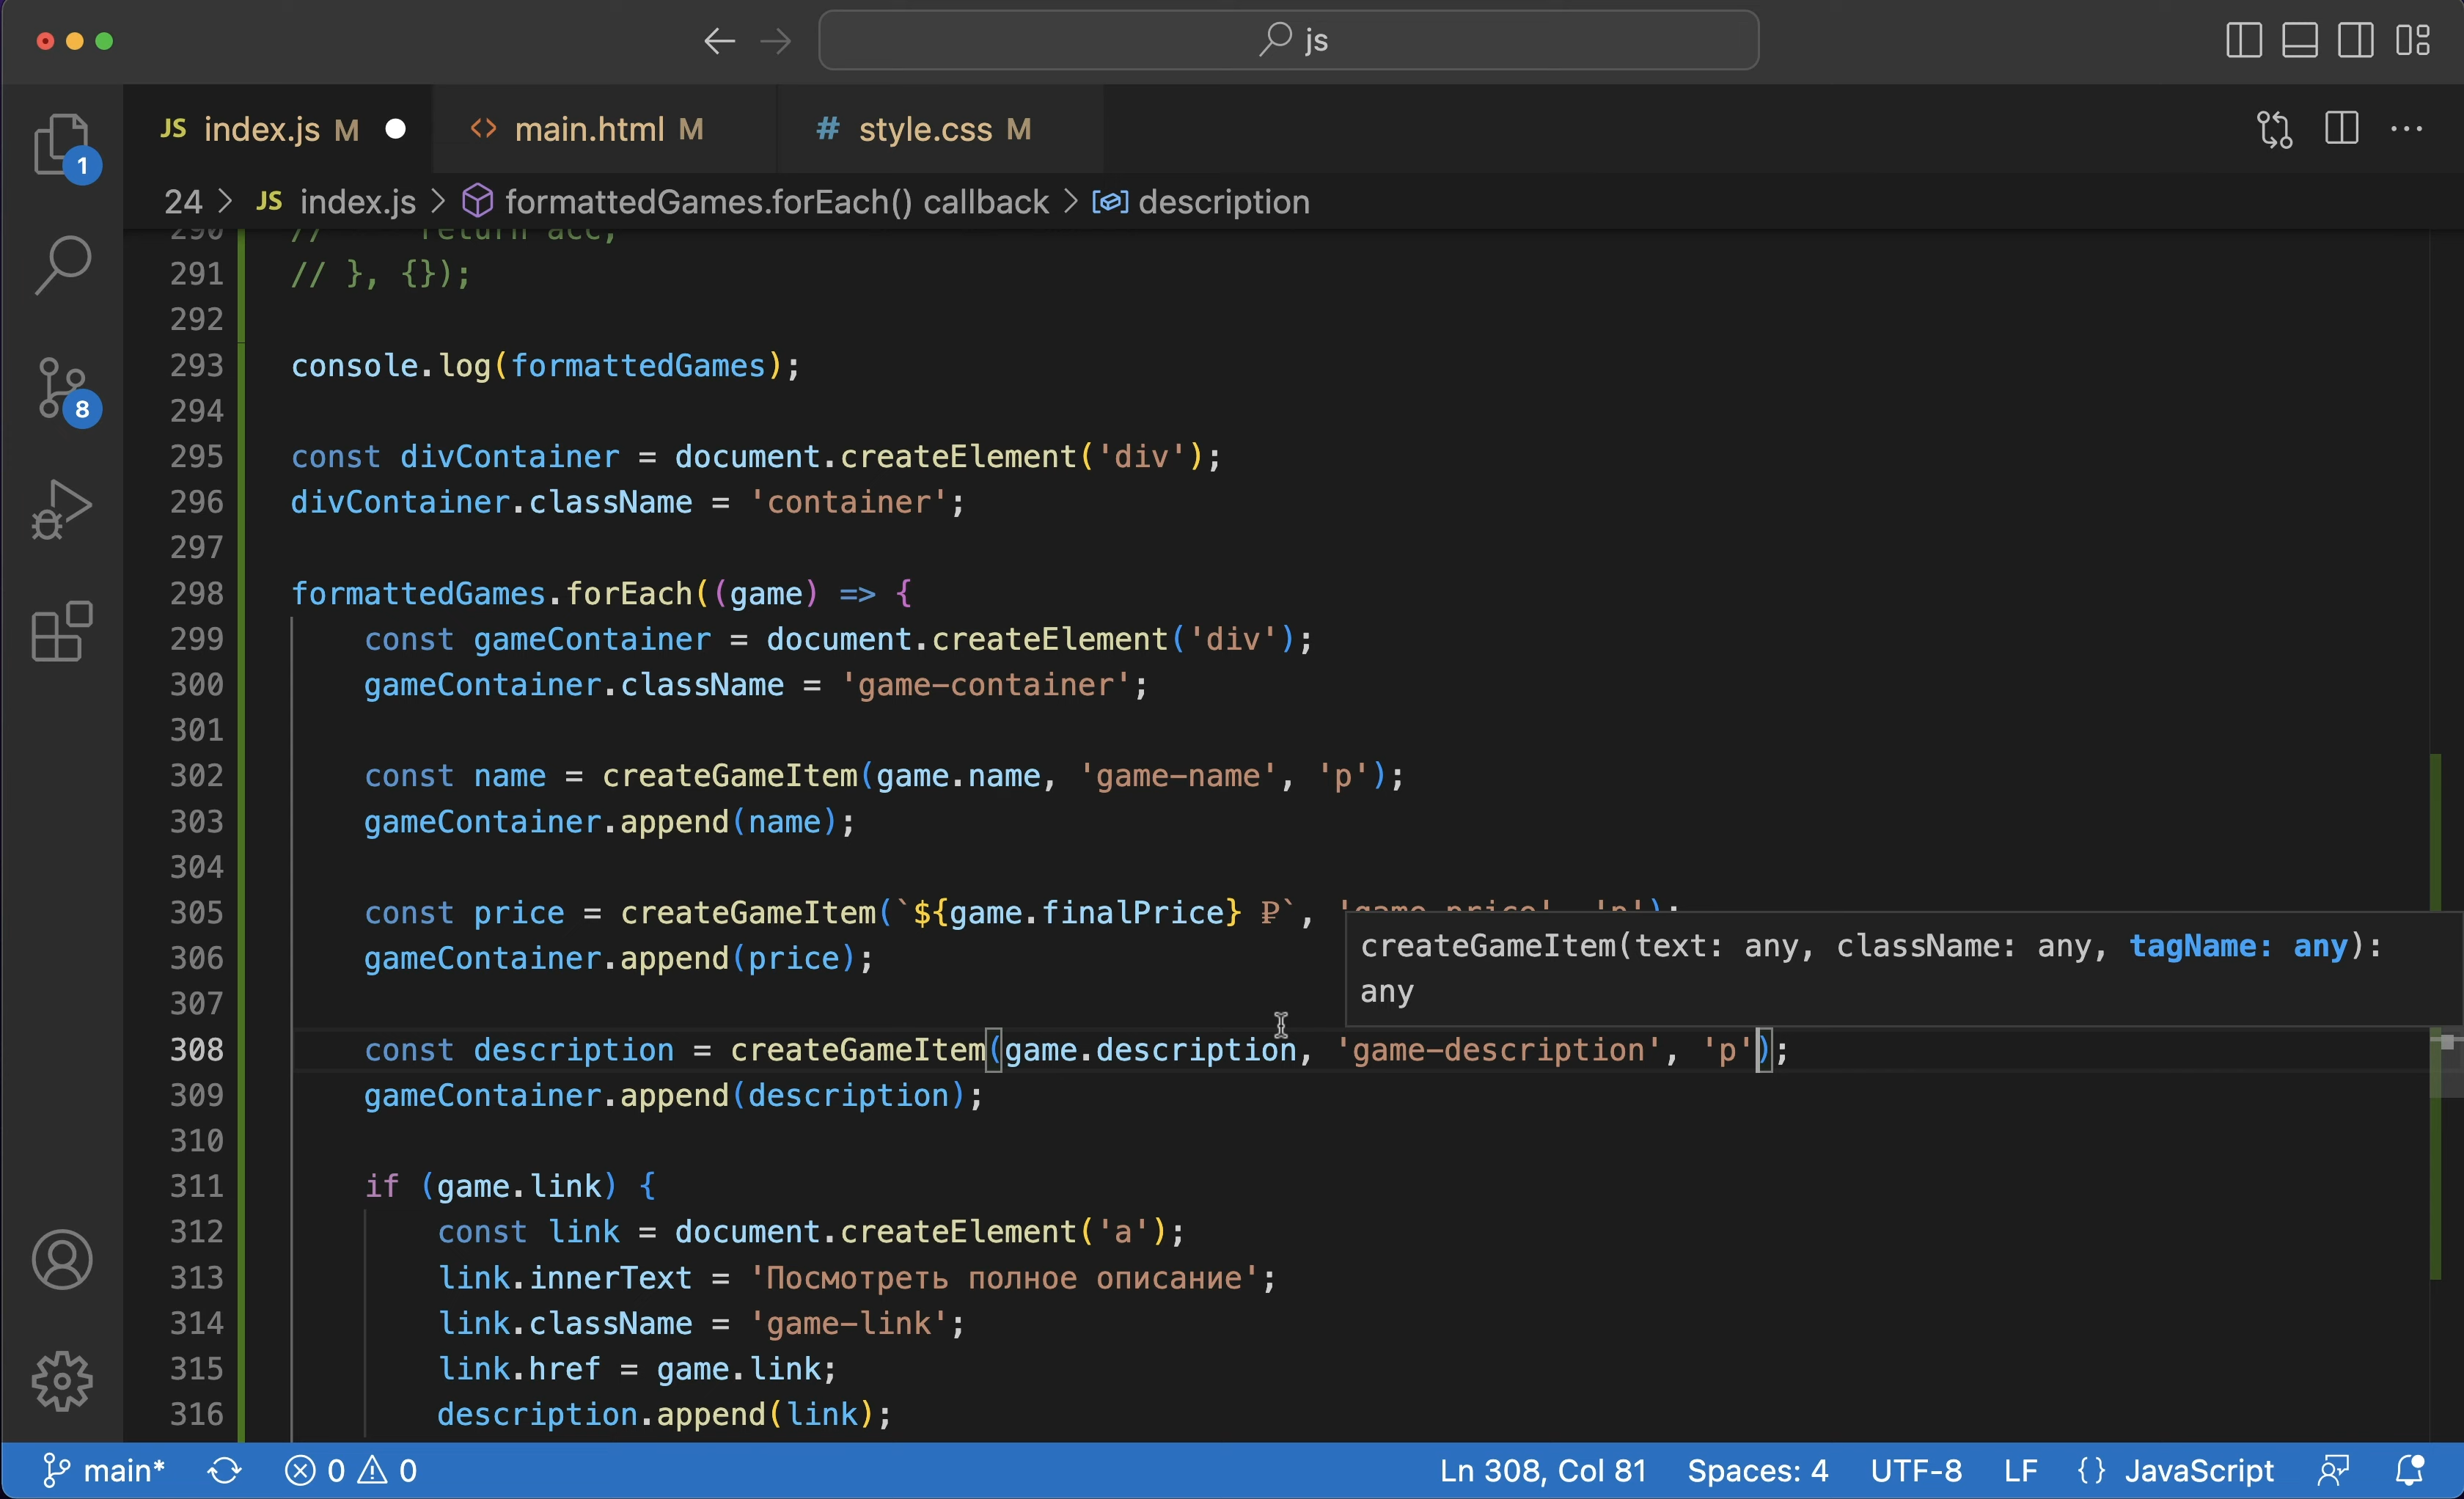 js
JS index.js M
main.html M
# style.css M
24 > JS index.js > formattedGames.forEach() callback > description
290 // return acc;
291 // }, {});
292
293 console.log(formattedGames);
294
295 const divContainer = document.createElement('div');
296 divContainer.className = 'container';
297
298 formattedGames.forEach((game) => {
299 const gameContainer = document.createElement('div');
300 gameContainer.className = 'game-container';
301
302 const name = createGameItem(game.name, 'game-name', 'p');
303 gameContainer.append(name);
304
305 const price = createGameItem(`${game.finalPrice} ₽`, 'game-price', 'p');
306 gameContainer.append(price);
createGameItem(text: any, className: any, tagName: any):
any
307
308 const description = createGameItem(game.description, 'game-description', 'p');
309 gameContainer.append(description);
310
311 if (game.link) {
312 const link = document.createElement('a');
313 link.innerText = 'Посмотреть полное описание';
314 link.className = 'game-link';
315 link.href = game.link;
316 description.append(link);
1
8
main* 0 0 Ln 308, Col 81 Spaces: 4 UTF-8 LF {} JavaScript